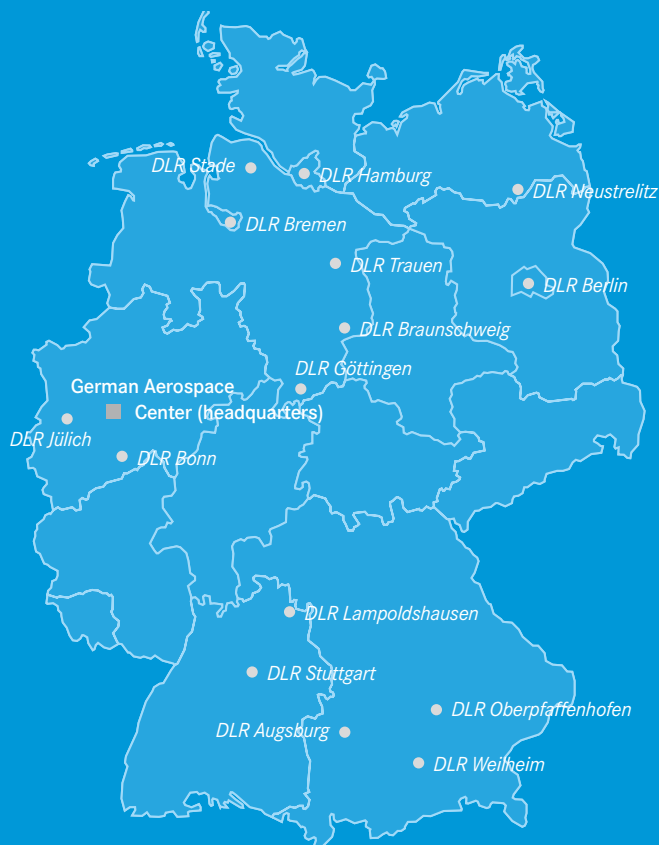 DLR Stade
DLR Hamburg
DLR Neustrelitz
DLR Bremen
DLR Trauen
DLR Berlin
DLR Braunschweig
DLR Göttingen
German Aerospace
Center (headquarters)
DLR Jülich
DLR Bonn
DLR Lampoldshausen
DLR Stuttgart
DLR Oberpfaffenhofen
DLR Augsburg
DLR Weilheim